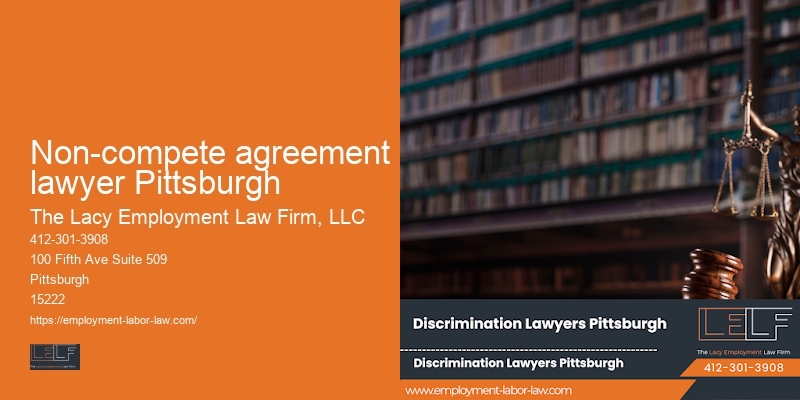 Non-compete agreement
lawyer Pittsburgh
The Lacy Employment Law Firm, LLC
412-301-3908
100 Fifth Ave Suite 509
Pittsburgh
15222
https://employment-labor-law.com/
LELF
The Lacy Employment Law Firm
Discrimination Lawyers Pittsburgh
Discrimination Lawyers Pittsburgh
LELF
The Lacy Employment Law Firm
412-301-3908
www.employment-labor-law.com